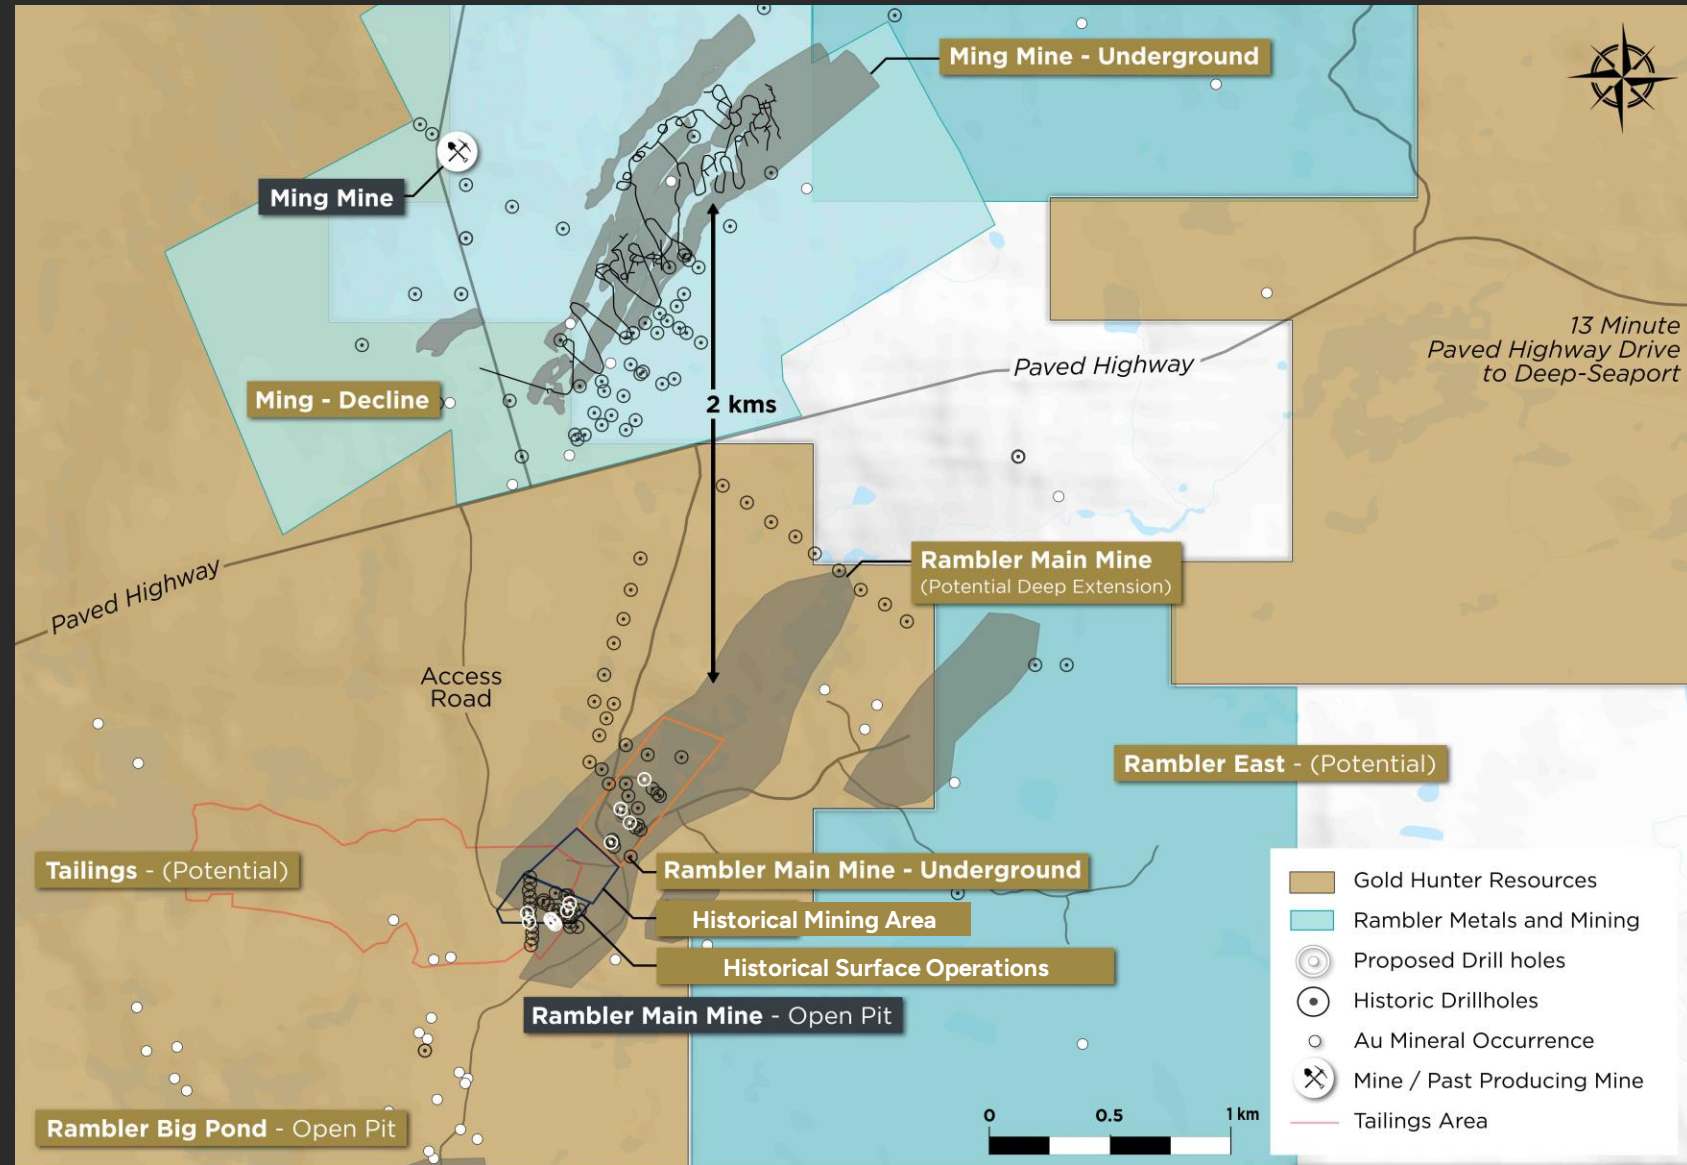 Ming Mine - Underground
Ming Mine
13 Minute
Paved Highway Drive
to Deep-Seaport
Paved Highway
Ming - Decline
2 kms
Rambler Main Mine
(Potential Deep Extension)
Paved Highway
Access
Road
Rambler East - (Potential)
Tailings - (Potential)
Rambler Main Mine - Underground
Historical Mining Area
Historical Surface Operations
Rambler Main Mine - Open Pit
Rambler Big Pond - Open Pit
0 0.5 1 km
Gold Hunter Resources
Rambler Metals and Mining
Proposed Drill holes
Historic Drillholes
Au Mineral Occurrence
Mine / Past Producing Mine
Tailings Area